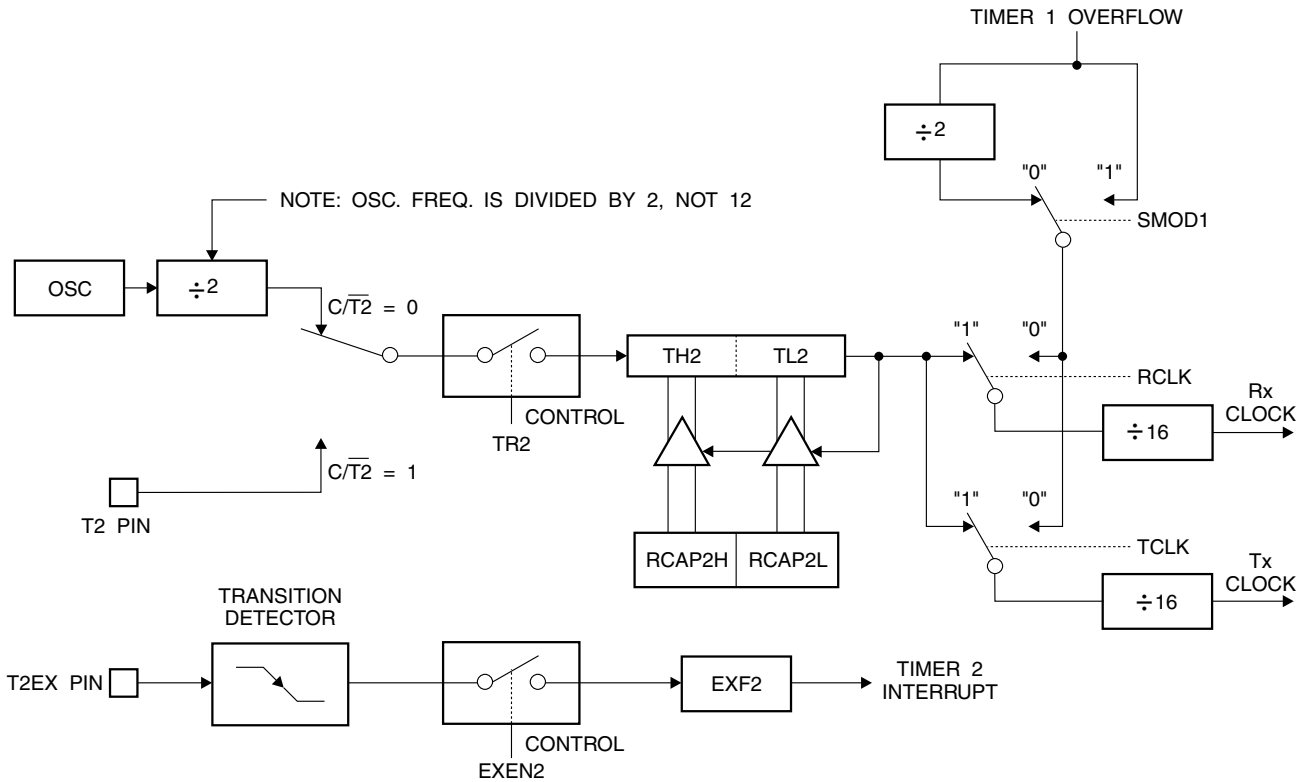 TIMER 1 OVERFLOW
÷2
"0" "1"
NOTE: OSC. FREQ. IS DIVIDED BY 2, NOT 12
SMOD1
OSC
÷2
C/T̅2̅ = 0
TH2 TL2
"1" "0"
RCLK
CONTROL
TR2
Rx
CLOCK
÷16
C/T̅2̅ = 1
T2 PIN
"1" "0"
RCAP2H RCAP2L
TCLK
Tx
CLOCK
÷16
TRANSITION
DETECTOR
T2EX PIN
EXF2
TIMER 2
INTERRUPT
CONTROL
EXEN2